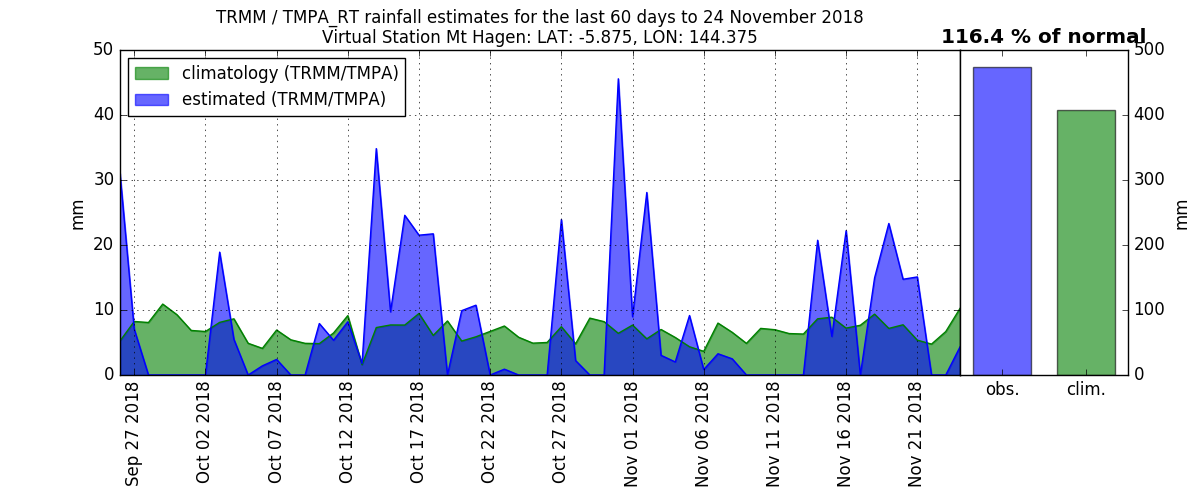 TRMM / TMPA_RT rainfall estimates for the last 60 days to 24 November 2018
Virtual Station Mt Hagen: LAT: -5.875, LON: 144.375
116.4 % of normal
climatology (TRMM/TMPA)
estimated (TRMM/TMPA)
50
40
30
20
10
0
mm
500
400
300
200
100
0
mm
Sep 27 2018
Oct 02 2018
Oct 07 2018
Oct 12 2018
Oct 17 2018
Oct 22 2018
Oct 27 2018
Nov 01 2018
Nov 06 2018
Nov 11 2018
Nov 16 2018
Nov 21 2018
obs.
clim.